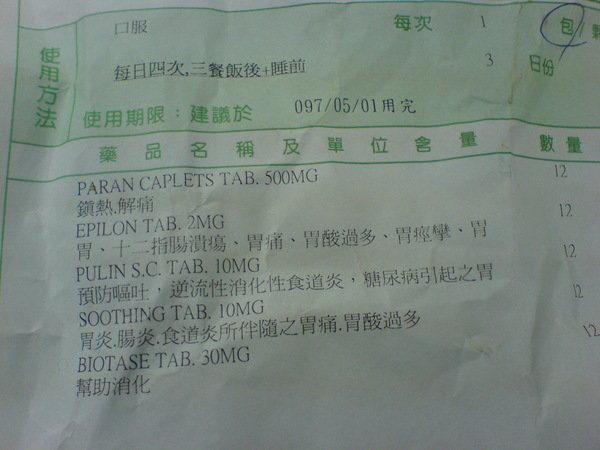 口服 每次 1 包/顆
使用方法
每日四次,三餐飯後+睡前 3 日份
使用期限：建議於 097/05/01用完
藥品名稱及單位含量 數量
PARAN CAPLETS TAB. 500MG 12
鎮熱.解痛
EPILON TAB. 2MG 12
胃、十二指腸潰瘍、胃痛、胃酸過多、胃痙攣、胃
PULIN S.C. TAB. 10MG 12
預防嘔吐，逆流性消化性食道炎，糖尿病引起之胃
SOOTHING TAB. 10MG 12
胃炎.腸炎.食道炎所伴隨之胃痛.胃酸過多
BIOTASE TAB. 30MG 12
幫助消化